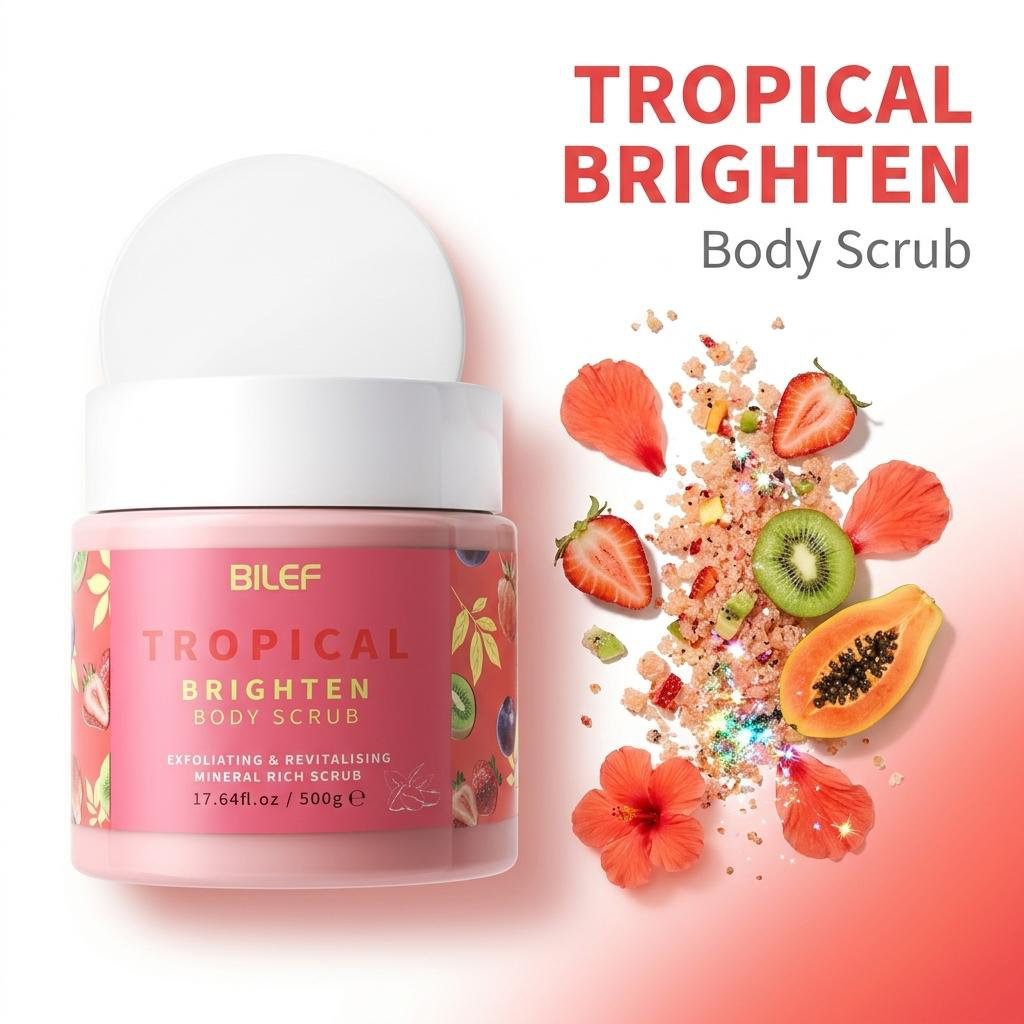 TROPICAL
BRIGHTEN
Body Scrub
BILEF
TROPICAL
BRIGHTEN
BODY SCRUB
EXFOLIATING & REVITALISING
MINERAL RICH SCRUB
17.64fl.oz / 500g ℮